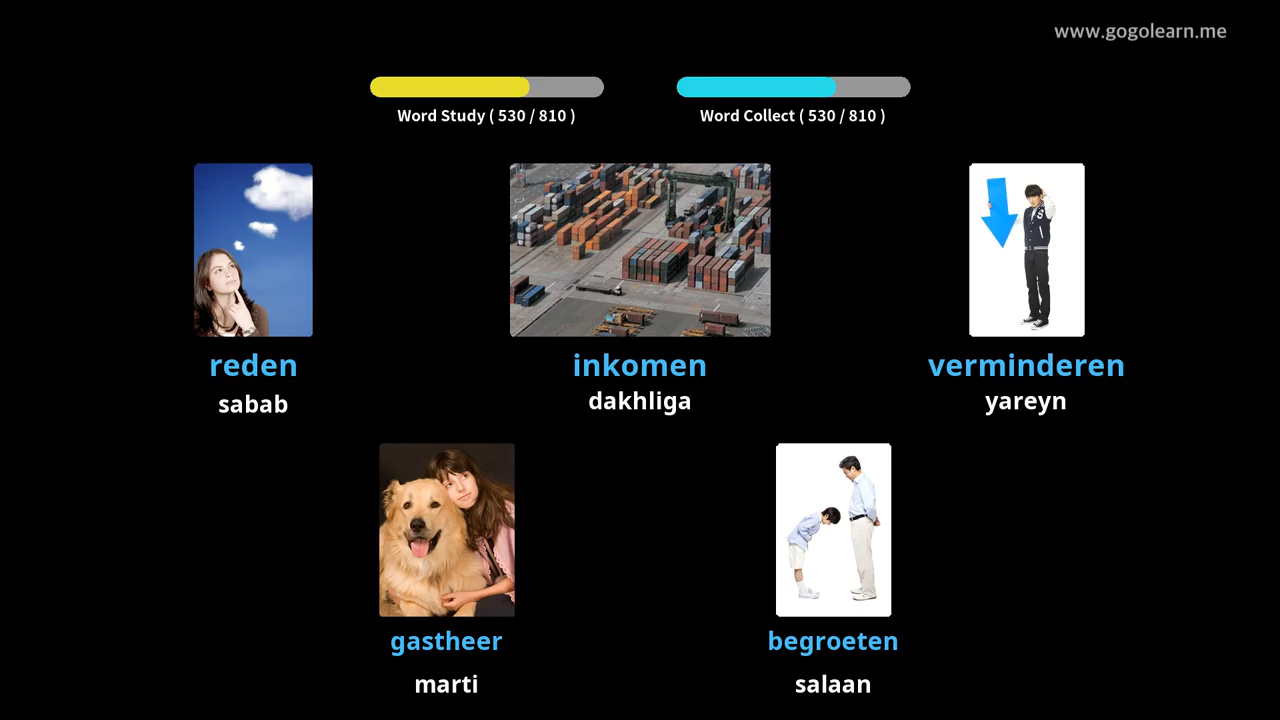 www.gogolearn.me
Word Study ( 530 / 810 )
Word Collect ( 530 / 810 )
reden
sabab
inkomen
dakhliga
verminderen
yareyn
gastheer
marti
begroeten
salaan